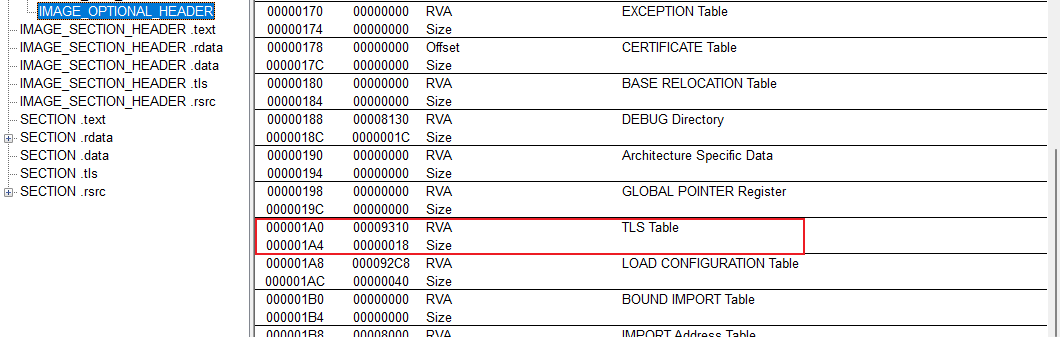 IMAGE_OPTIONAL_HEADER
IMAGE_SECTION_HEADER .text
IMAGE_SECTION_HEADER .rdata
IMAGE_SECTION_HEADER .data
IMAGE_SECTION_HEADER .tls
IMAGE_SECTION_HEADER .rsrc
SECTION .text
SECTION .rdata
SECTION .data
SECTION .tls
SECTION .rsrc
00000170 00000000 RVA EXCEPTION Table
00000174 00000000 Size
00000178 00000000 Offset CERTIFICATE Table
0000017C 00000000 Size
00000180 00000000 RVA BASE RELOCATION Table
00000184 00000000 Size
00000188 00008130 RVA DEBUG Directory
0000018C 0000001C Size
00000190 00000000 RVA Architecture Specific Data
00000194 00000000 Size
00000198 00000000 RVA GLOBAL POINTER Register
0000019C 00000000 Size
000001A0 00009310 RVA TLS Table
000001A4 00000018 Size
000001A8 000092C8 RVA LOAD CONFIGURATION Table
000001AC 00000040 Size
000001B0 00000000 RVA BOUND IMPORT Table
000001B4 00000000 Size
000001B8 00008000 RVA IMPORT Address Table